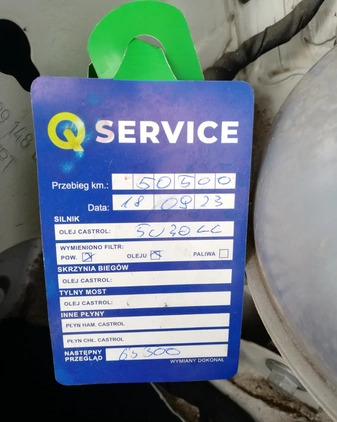 Q SERVICE
Przebieg km.: 50500
Data: 18 09 23
SILNIK
OLEJ CASTROL: 5W30 LL
WYMIENIONO FILTR:
POW. OLEJU PALIWA
SKRZYNIA BIEGÓW
OLEJ CASTROL:
TYLNY MOST
OLEJ CASTROL:
INNE PŁYNY
PŁYN HAM. CASTROL
PŁYN CHŁ. CASTROL
NASTĘPNY PRZEGLĄD 65500
WYMIANY DOKONAŁ